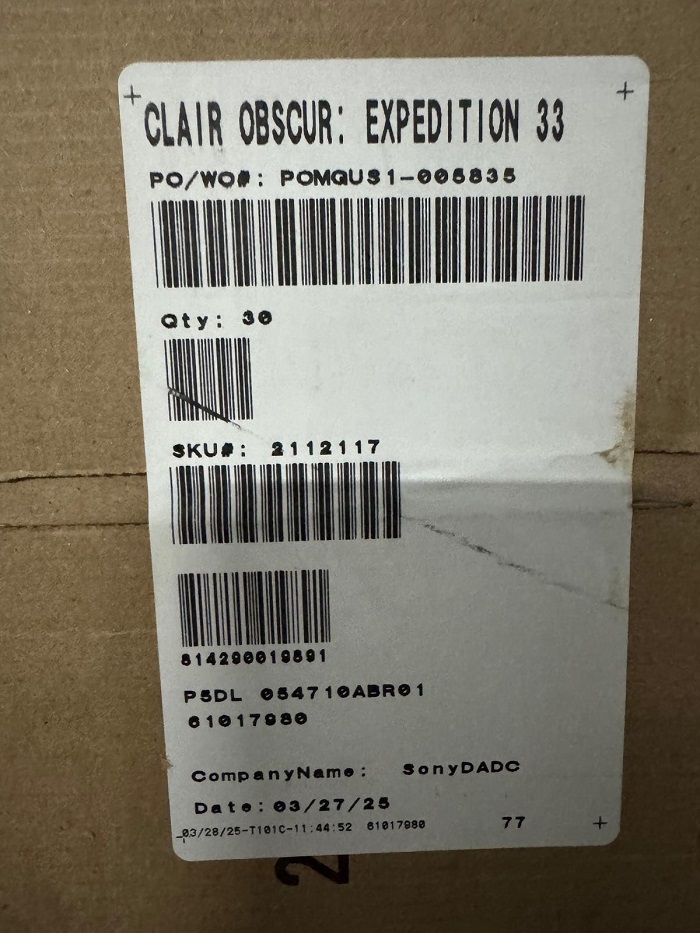 CLAIR OBSCUR: EXPEDITION 33
PO/WO#: POMGUS1-005835
Qty: 30
SKU#: 2112117
814290019891
P5DL 054710ABR01
61017980
CompanyName: SonyDADC
Date:03/27/25
03/28/25-T101C-11:44:52 61017980 77
2